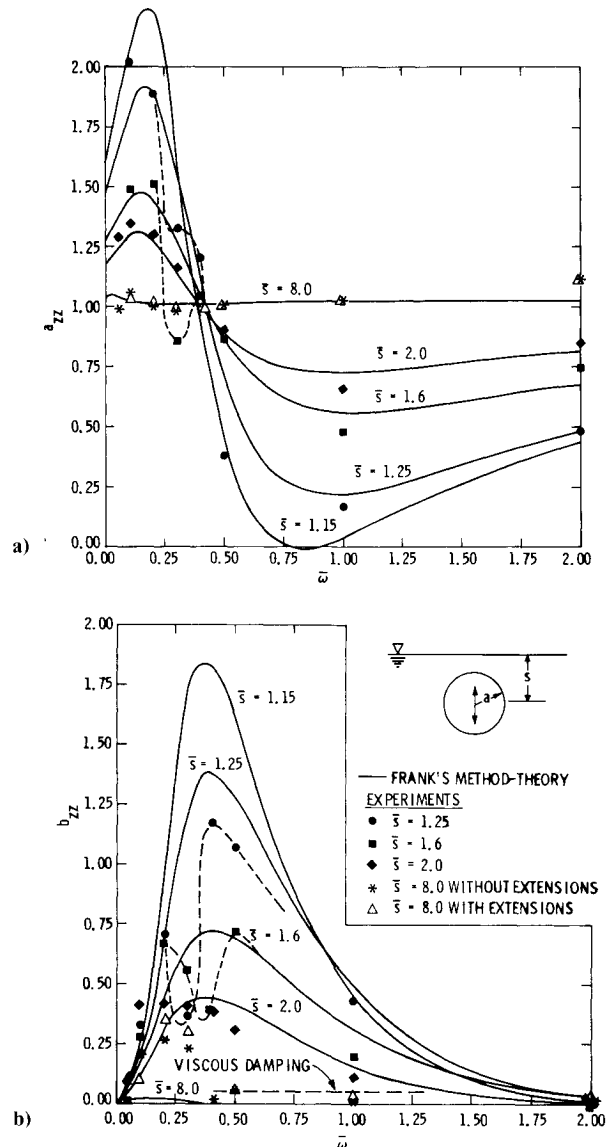 a)
2.00
1.75
1.50
1.25
1.00
0.75
0.50
0.25
0.00
azz
s̄ = 8.0
s̄ = 2.0
s̄ = 1.6
s̄ = 1.25
s̄ = 1.15
0.00 0.25 0.50 0.75 1.00 1.25 1.50 1.75 2.00
ω̄
b)
2.00
1.75
1.50
1.25
1.00
0.75
0.50
0.25
0.00
bzz
s̄ = 1.15
s̄ = 1.25
s̄ = 1.6
s̄ = 2.0
s̄ = 8.0
VISCOUS DAMPING
a
s
FRANK'S METHOD-THEORY
EXPERIMENTS
● s̄ = 1.25
■ s̄ = 1.6
◆ s̄ = 2.0
* s̄ = 8.0 WITHOUT EXTENSIONS
△ s̄ = 8.0 WITH EXTENSIONS
0.00 0.25 0.50 0.75 1.00 1.25 1.50 1.75 2.00
ω̄